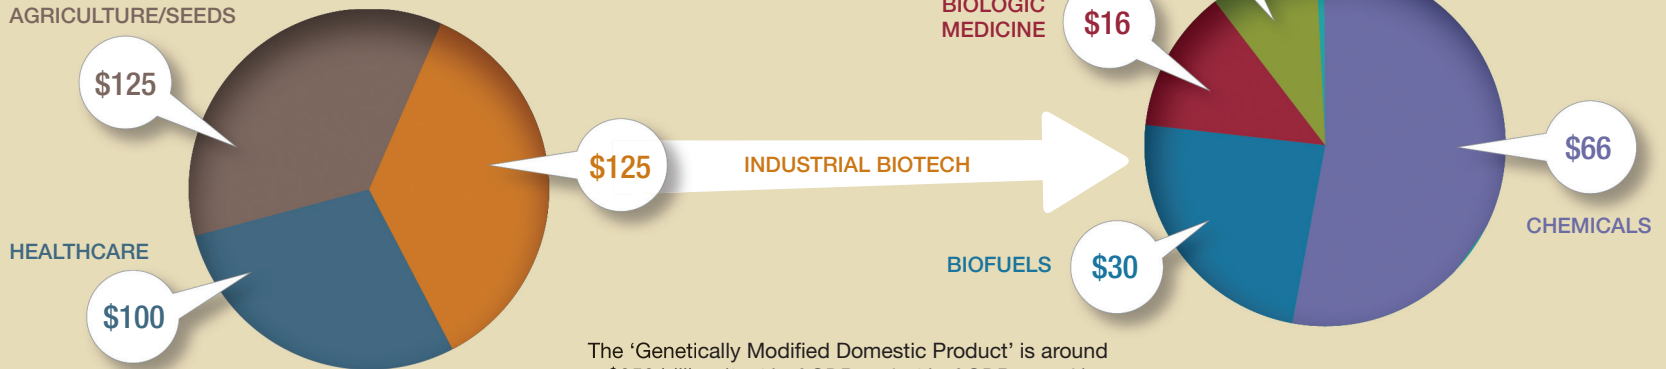 AGRICULTURE/SEEDS
$125
HEALTHCARE
$100
$125
INDUSTRIAL BIOTECH
BIOLOGIC
MEDICINE
$16
BIOFUELS
$30
$66
CHEMICALS
The ‘Genetically Modified Domestic Product’ is around